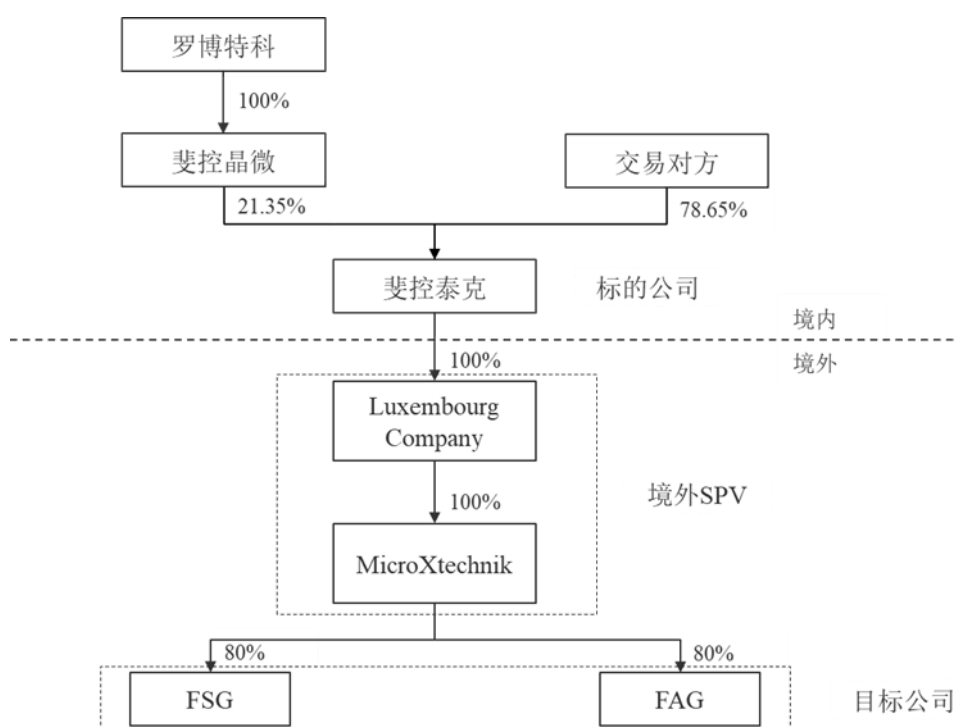 罗博特科
100%
斐控晶微
交易对方
21.35%
78.65%
斐控泰克
标的公司
境内
100%
境外
Luxembourg
Company
境外SPV
100%
MicroXtechnik
80%
80%
FSG
FAG
目标公司